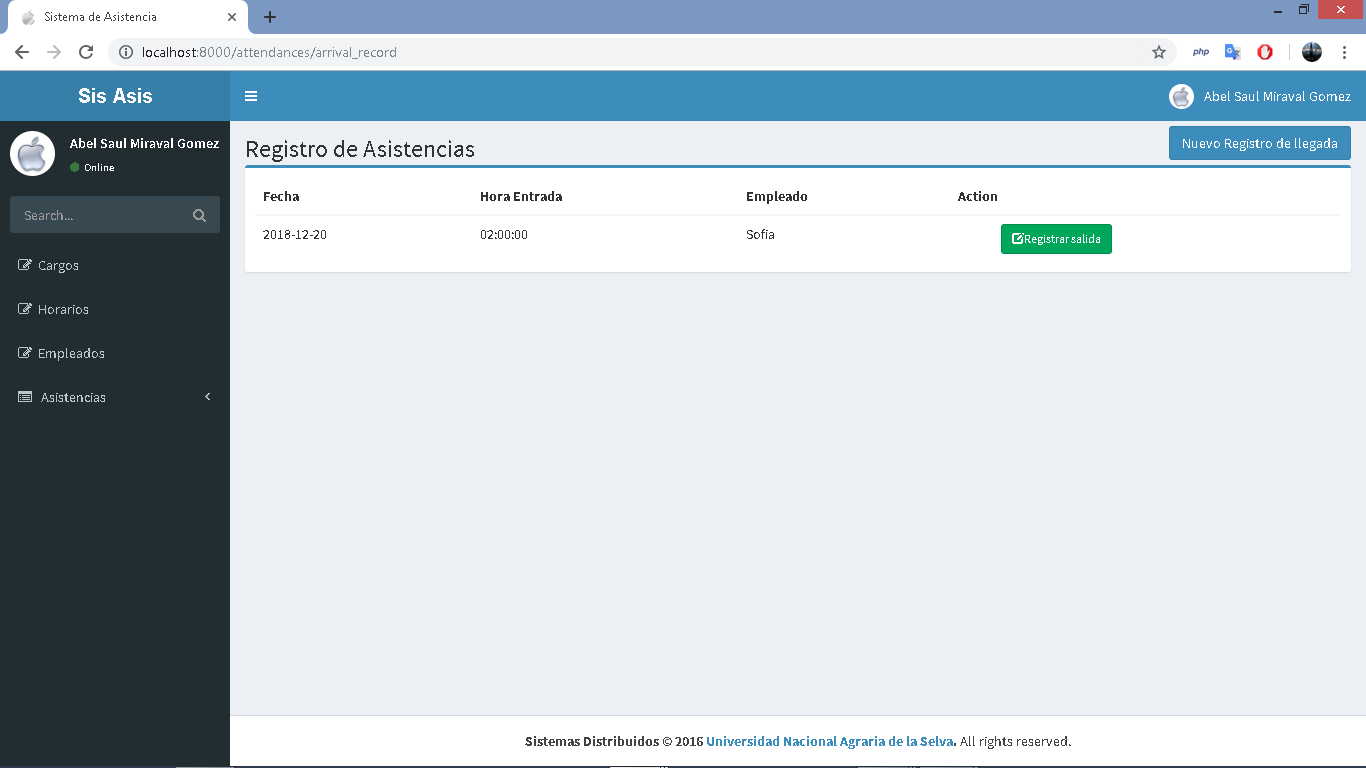 Sistema de Asistencia
localhost:8000/attendances/arrival_record
php
Sis Asis
Abel Saul Miraval Gomez
Abel Saul Miraval Gomez
Online
Search...
Cargos
Horarios
Empleados
Asistencias
Registro de Asistencias
Nuevo Registro de llegada
Fecha Hora Entrada Empleado Action
2018-12-20 02:00:00 Sofía Registrar salida
Sistemas Distribuidos © 2016 Universidad Nacional Agraria de la Selva. All rights reserved.